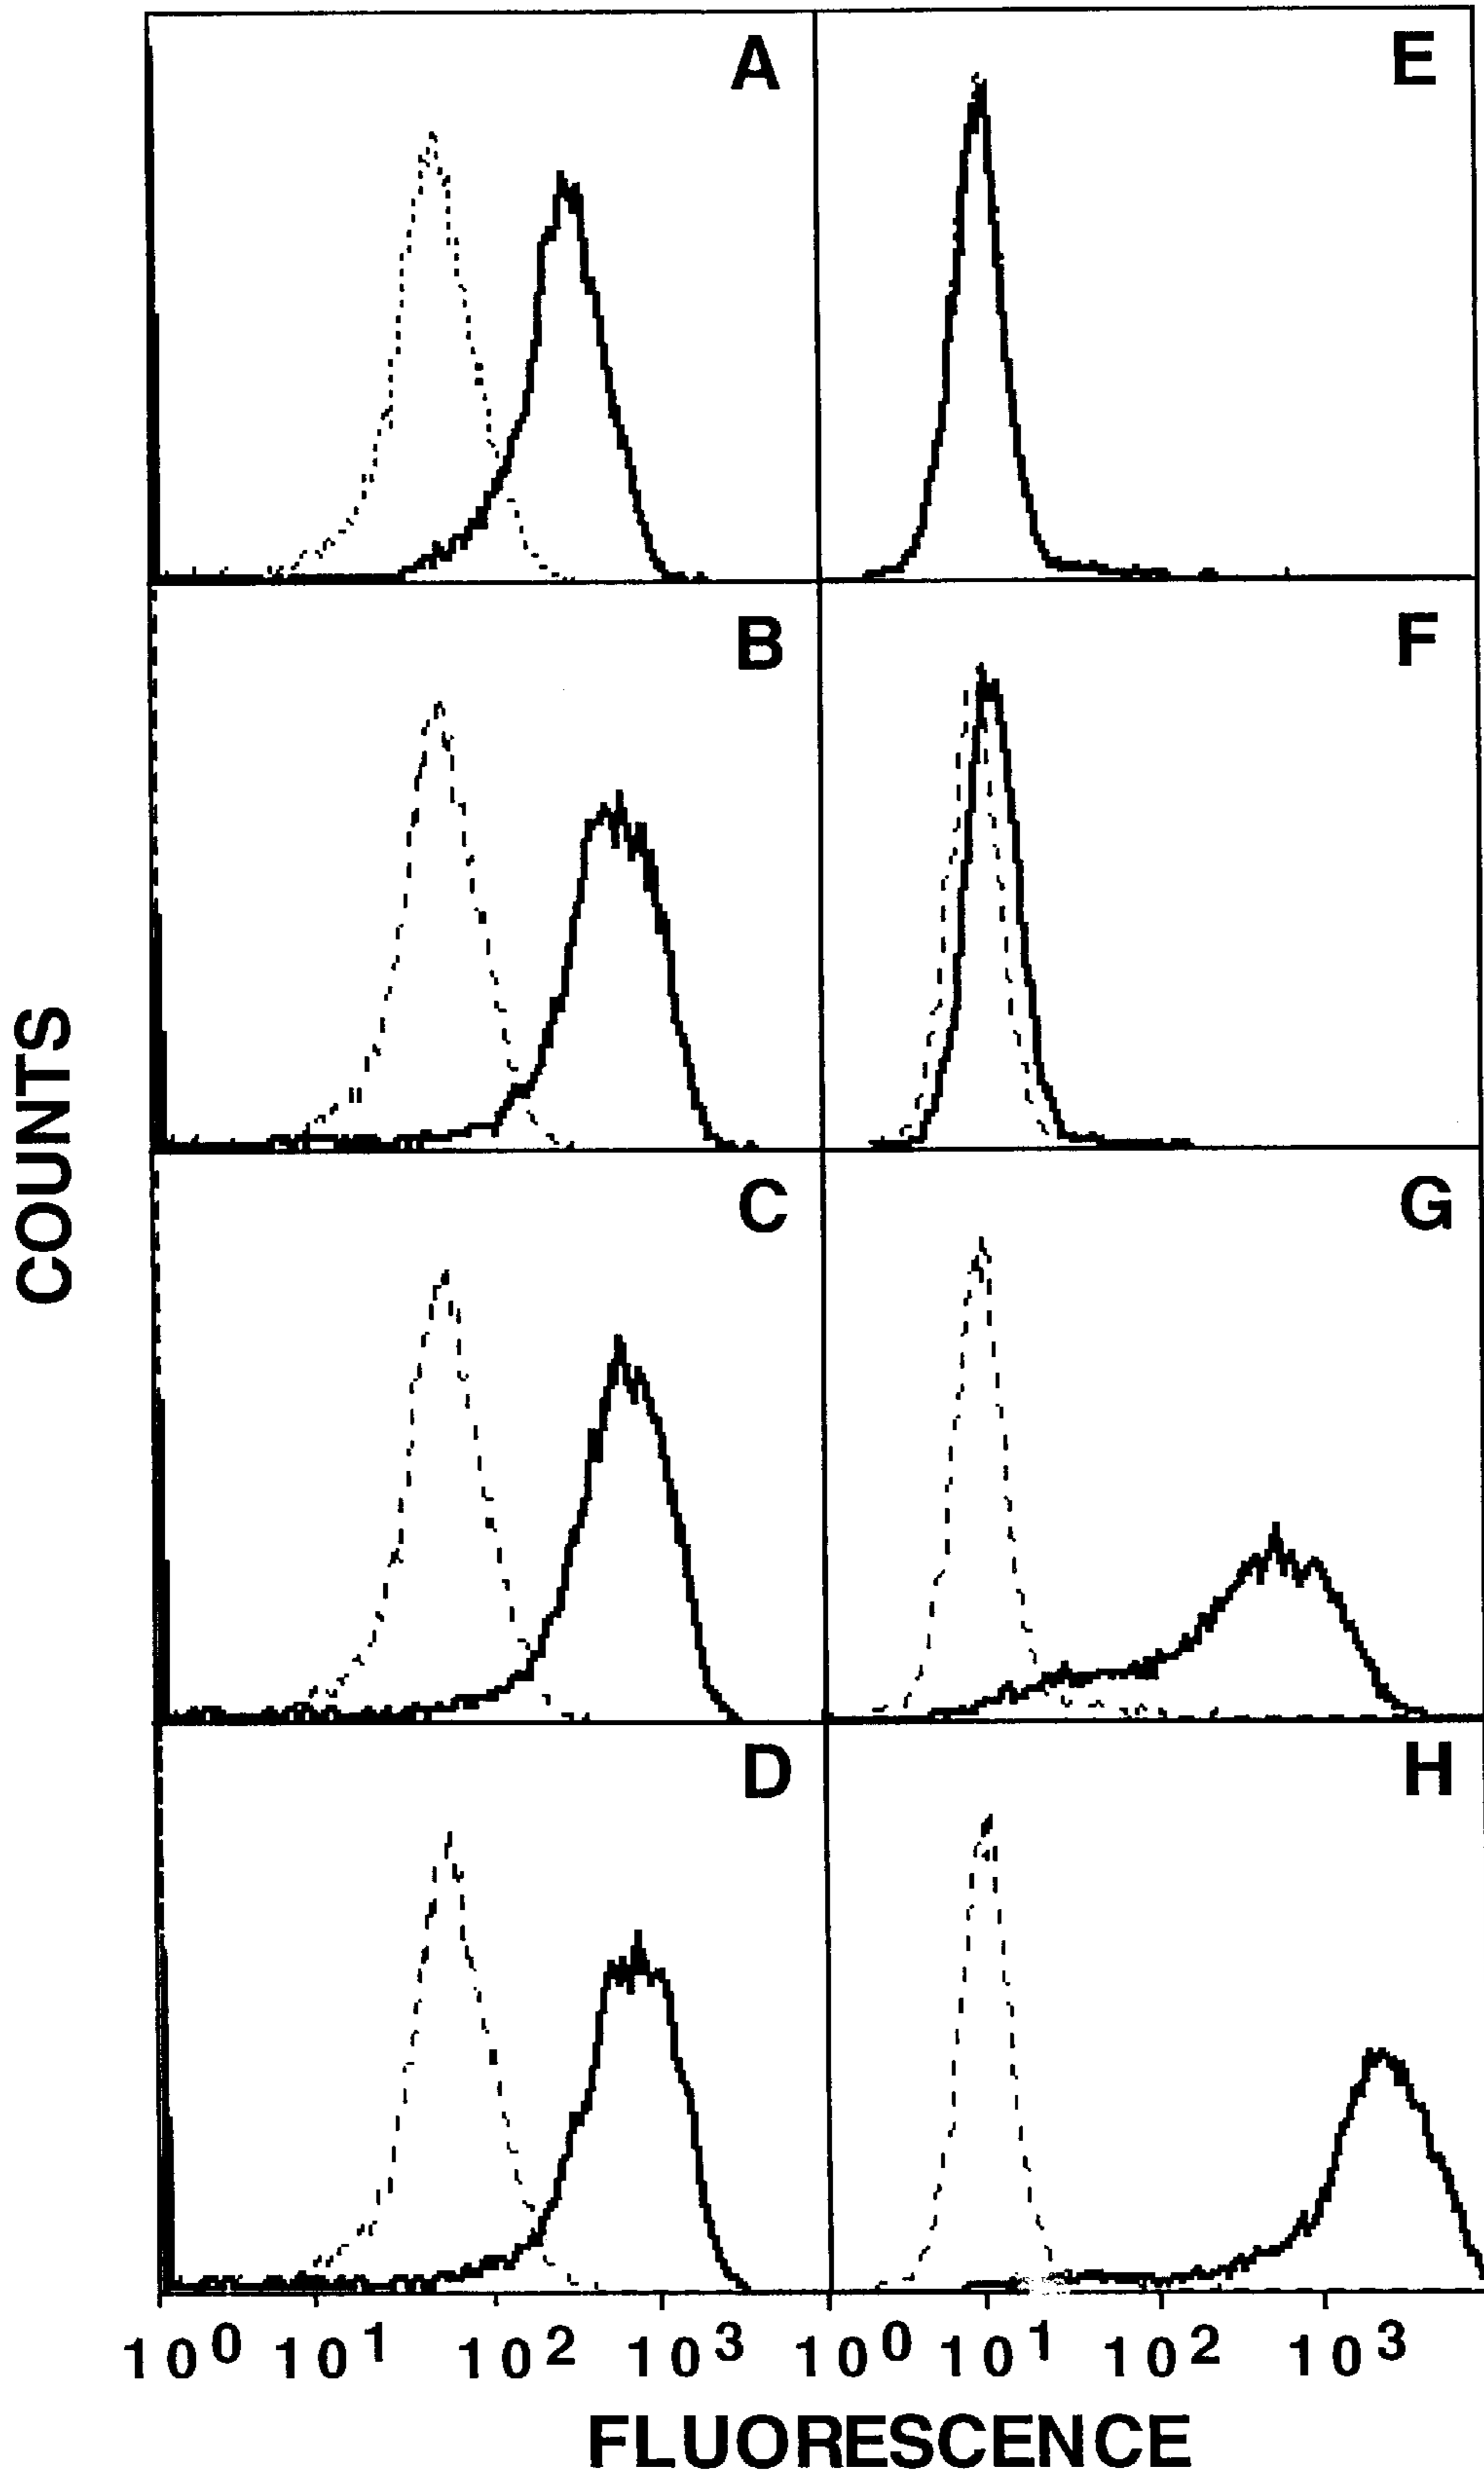 A
E
B
F
COUNTS
C
G
D
H
10⁰ 10¹ 10² 10³ 10⁰ 10¹ 10² 10³
FLUORESCENCE